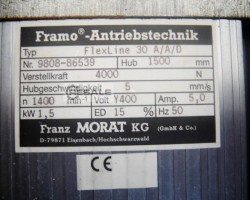 Framo®-Antriebstechnik
Typ FlexLine 30 A/A/O
Nr. 9808-86539 Hub 1500 mm
Verstellkraft 4000 N
Hubgeschwindigkeit 5 mm/s
n 1400 min-1 Volt Y400 Amp. 5,0
kW 1,5 ED 15 % Hz 50
Franz MORAT KG (GmbH & Co.)
D-79871 Eisenbach/Hochschwarzwald
CE